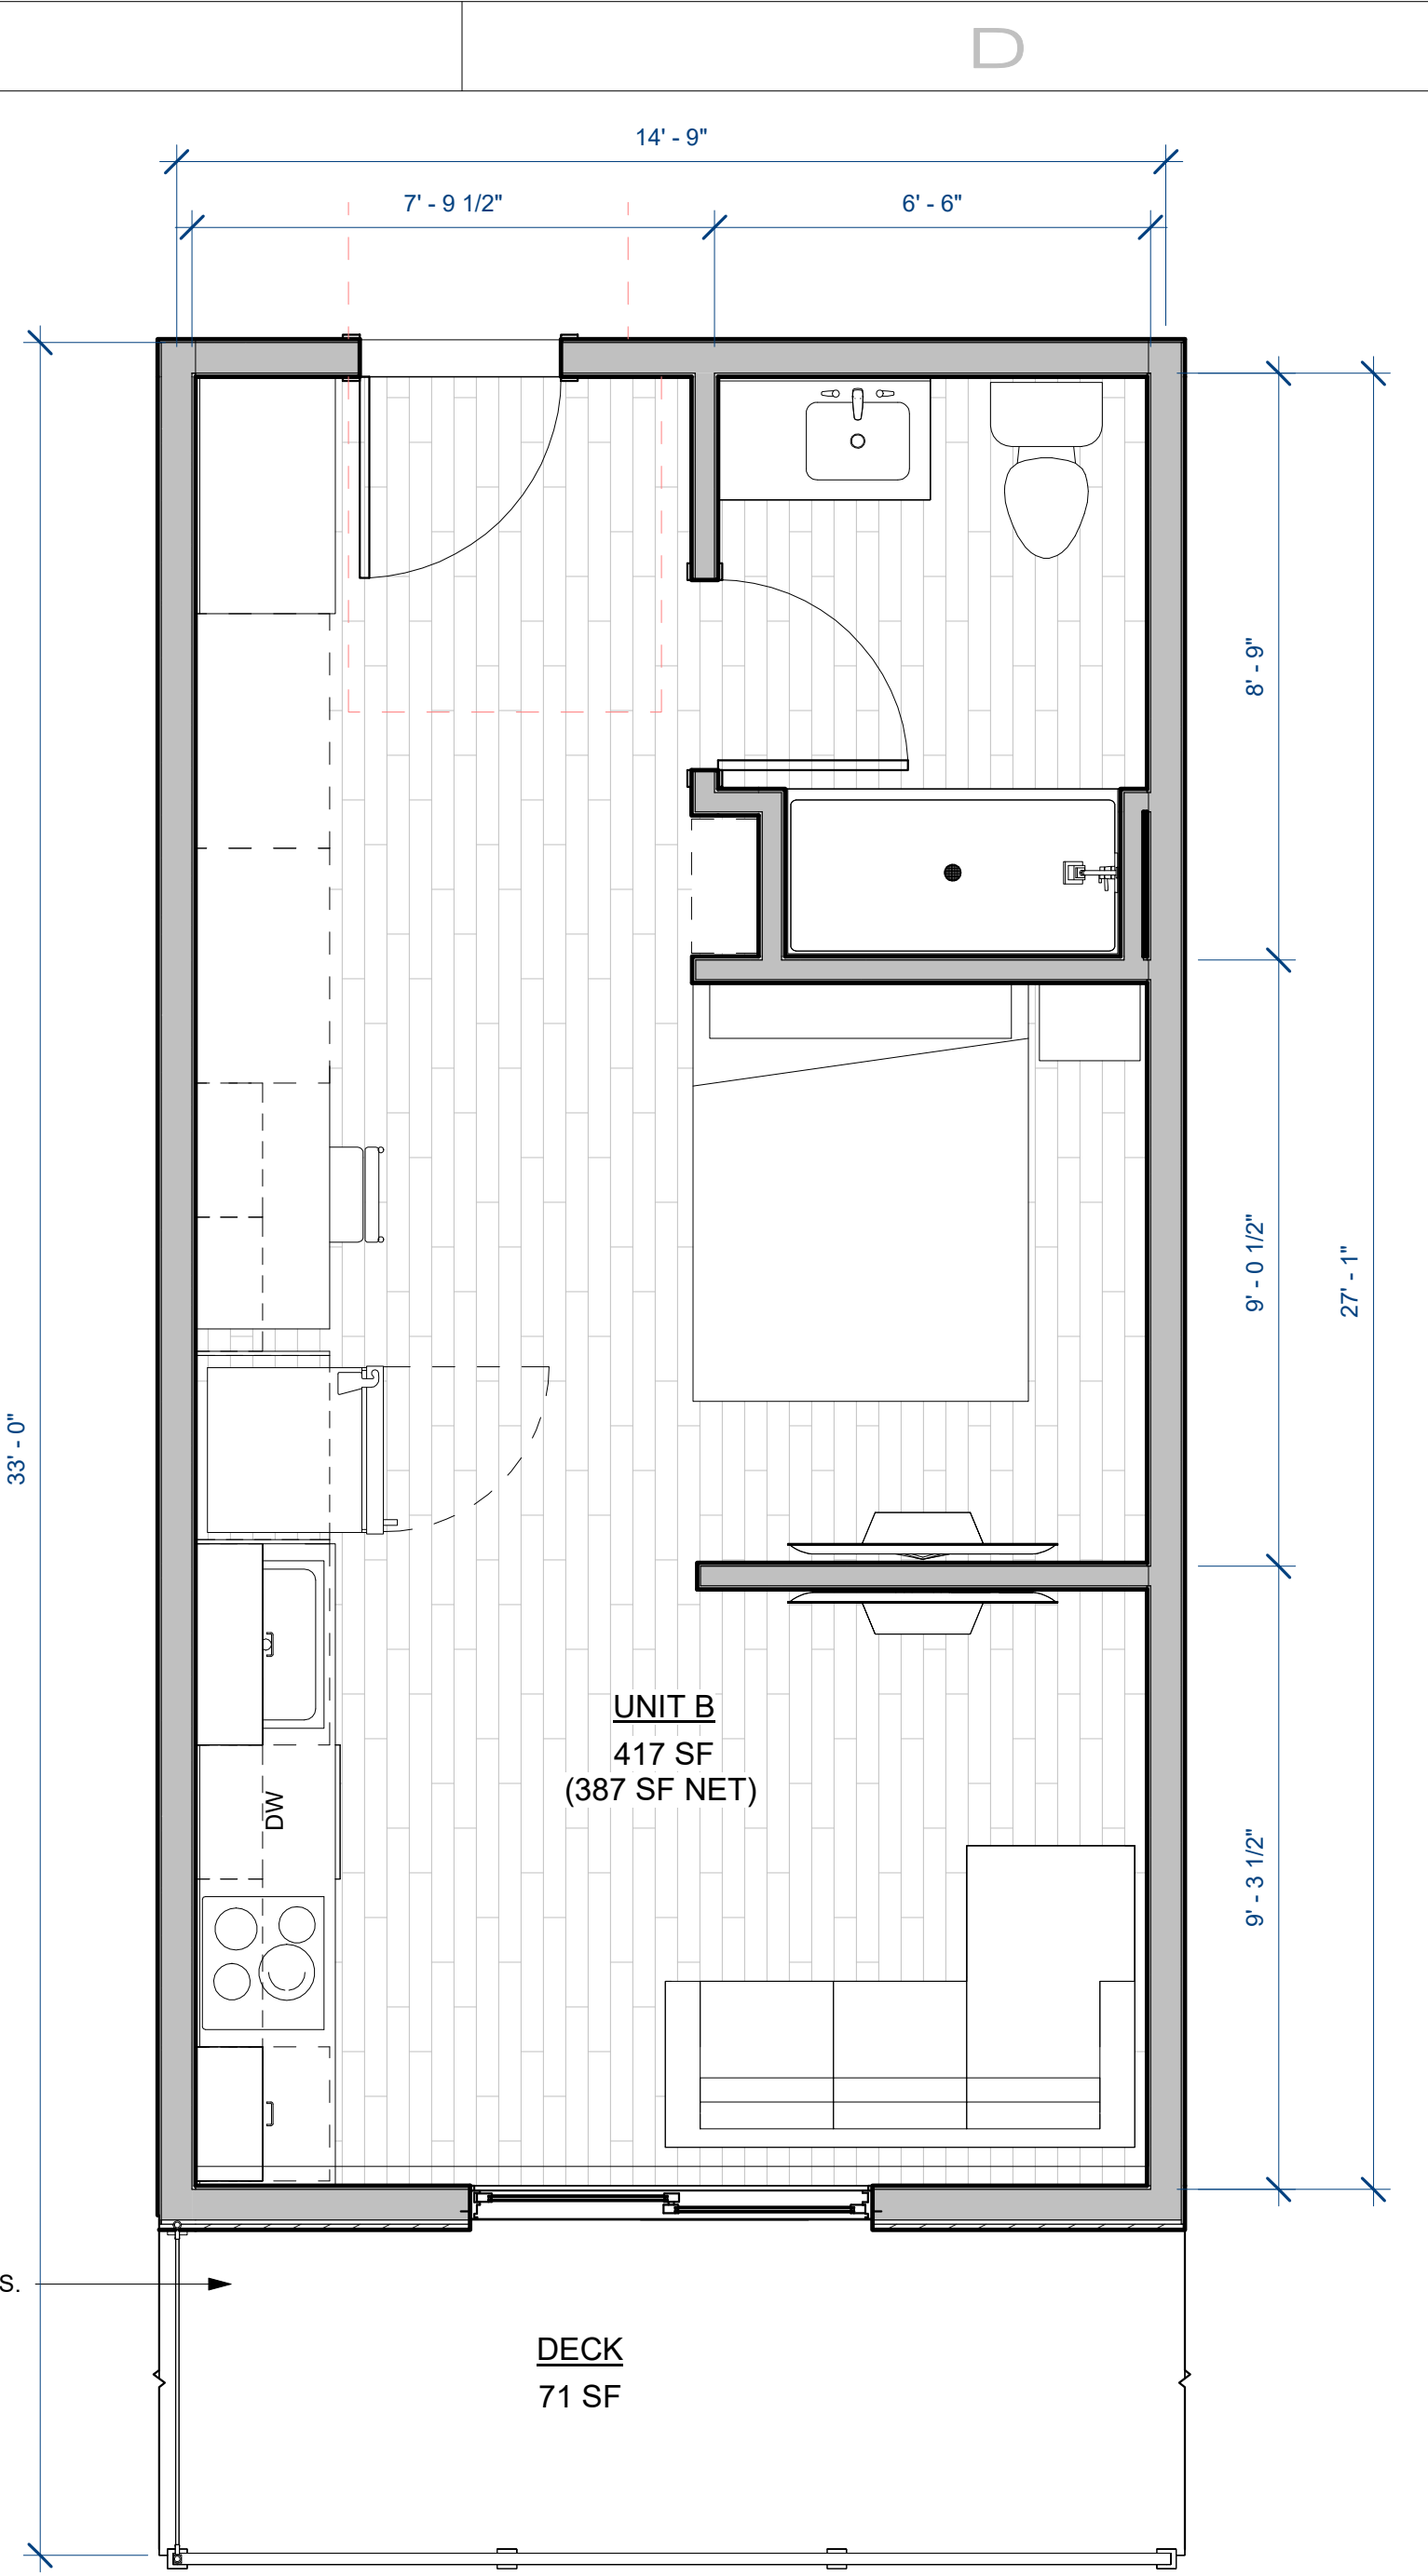 D
14' - 9"
7' - 9 1/2"
6' - 6"
8' - 9"
9' - 0 1/2"
27' - 1"
33' - 0"
UNIT B
417 SF
(387 SF NET)
DW
9' - 3 1/2"
S.
DECK
71 SF